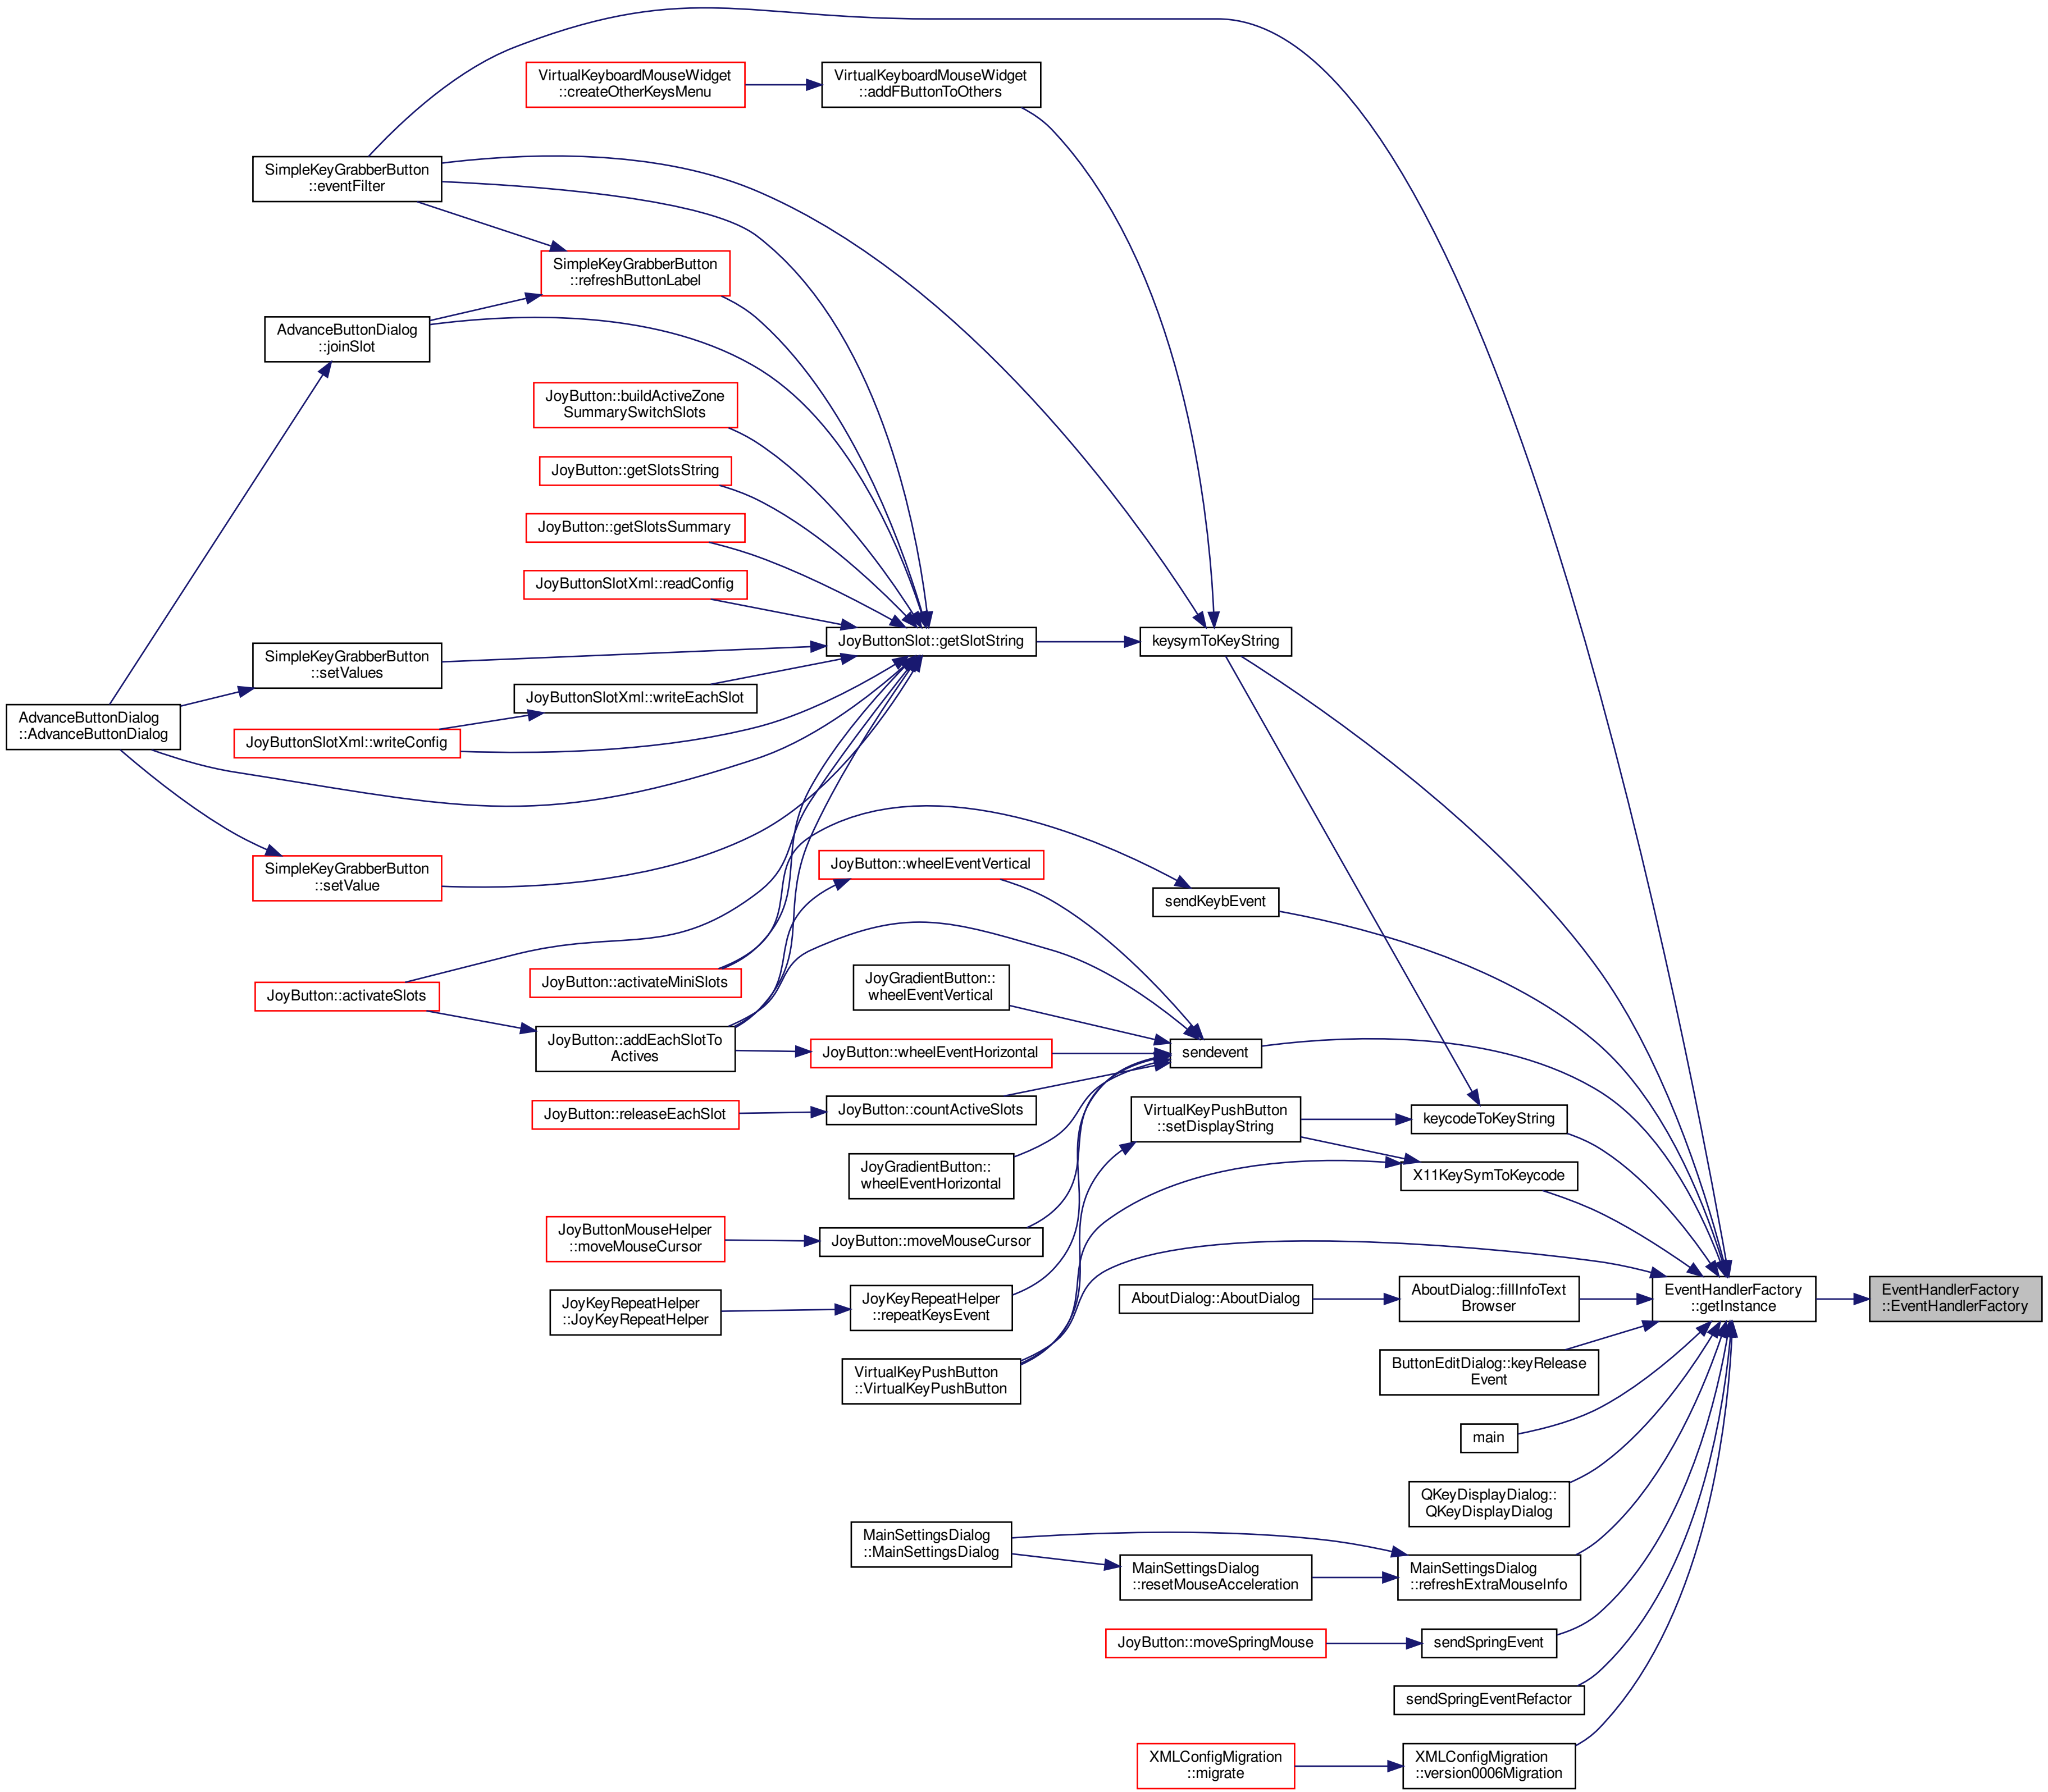 VirtualKeyboardMouseWidget
::createOtherKeysMenu
VirtualKeyboardMouseWidget
::addFButtonToOthers
SimpleKeyGrabberButton
::eventFilter
SimpleKeyGrabberButton
::refreshButtonLabel
AdvanceButtonDialog
::joinSlot
JoyButton::buildActiveZone
SummarySwitchSlots
JoyButton::getSlotsString
JoyButton::getSlotsSummary
JoyButtonSlotXml::readConfig
JoyButtonSlot::getSlotString
keysymToKeyString
SimpleKeyGrabberButton
::setValues
JoyButtonSlotXml::writeEachSlot
AdvanceButtonDialog
::AdvanceButtonDialog
JoyButtonSlotXml::writeConfig
SimpleKeyGrabberButton
::setValue
JoyButton::wheelEventVertical
sendKeybEvent
JoyButton::activateSlots
JoyButton::activateMiniSlots
JoyGradientButton::
wheelEventVertical
JoyButton::addEachSlotTo
Actives
JoyButton::wheelEventHorizontal
sendevent
JoyButton::releaseEachSlot
JoyButton::countActiveSlots
VirtualKeyPushButton
::setDisplayString
keycodeToKeyString
JoyGradientButton::
wheelEventHorizontal
X11KeySymToKeycode
JoyButtonMouseHelper
::moveMouseCursor
JoyButton::moveMouseCursor
JoyKeyRepeatHelper
::JoyKeyRepeatHelper
JoyKeyRepeatHelper
::repeatKeysEvent
AboutDialog::AboutDialog
AboutDialog::fillInfoText
Browser
EventHandlerFactory
::getInstance
EventHandlerFactory
::EventHandlerFactory
VirtualKeyPushButton
::VirtualKeyPushButton
ButtonEditDialog::keyRelease
Event
main
QKeyDisplayDialog::
QKeyDisplayDialog
MainSettingsDialog
::MainSettingsDialog
MainSettingsDialog
::resetMouseAcceleration
MainSettingsDialog
::refreshExtraMouseInfo
JoyButton::moveSpringMouse
sendSpringEvent
sendSpringEventRefactor
XMLConfigMigration
::migrate
XMLConfigMigration
::version0006Migration